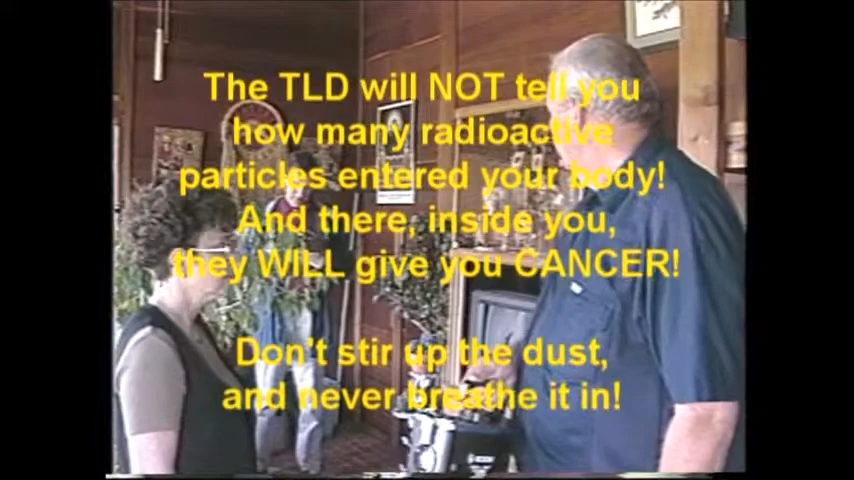 The TLD will NOT tell you
how many radioactive
particles entered your body!
And there, inside you,
they WILL give you CANCER!
Don't stir up the dust,
and never breathe it in!